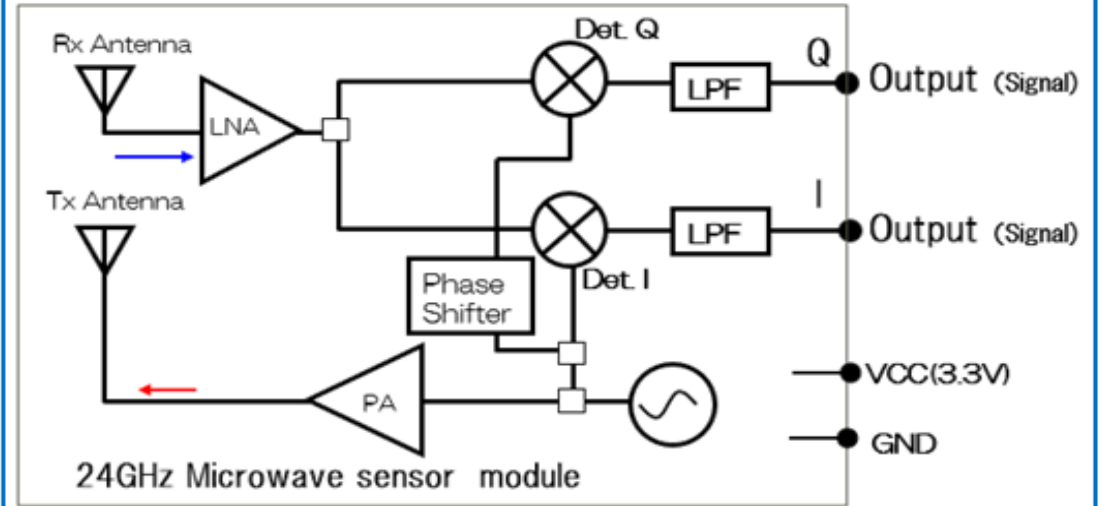 Det. Q
Rx Antenna
Q
Output (Signal)
LPF
LNA
Tx Antenna
I
Output (Signal)
LPF
Det. I
Phase
Shifter
VCC(3.3V)
PA
GND
24GHz Microwave sensor module